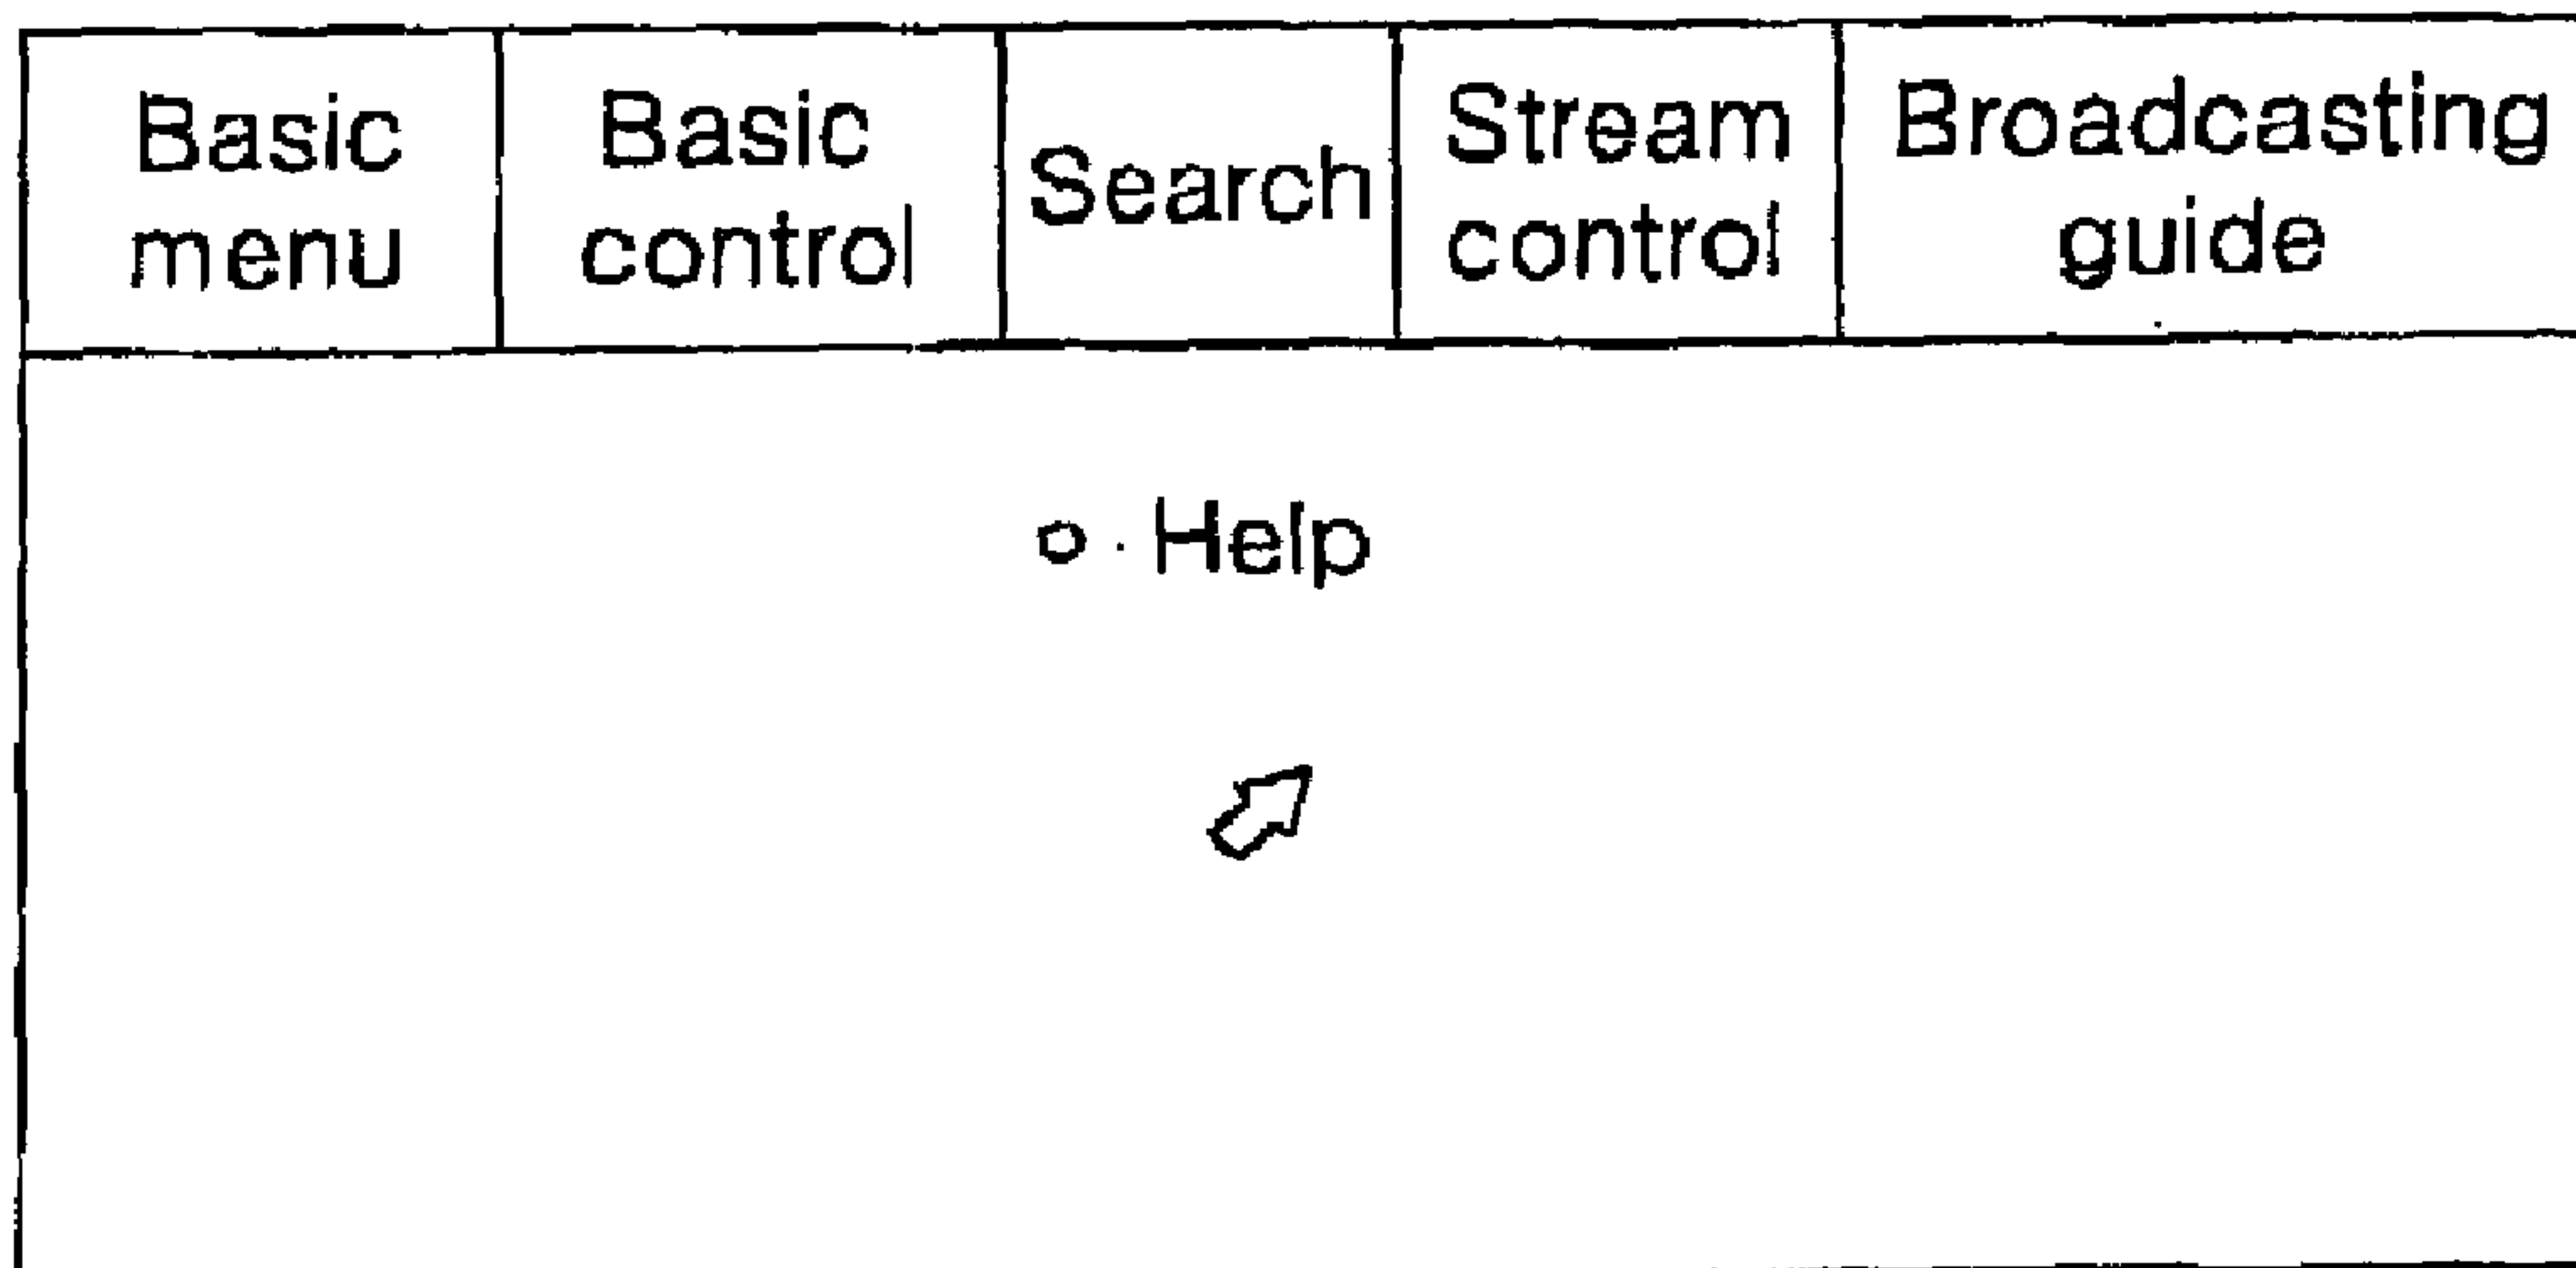 Basic
menu
Basic
control
Search
Stream
control
Broadcasting
guide
Help